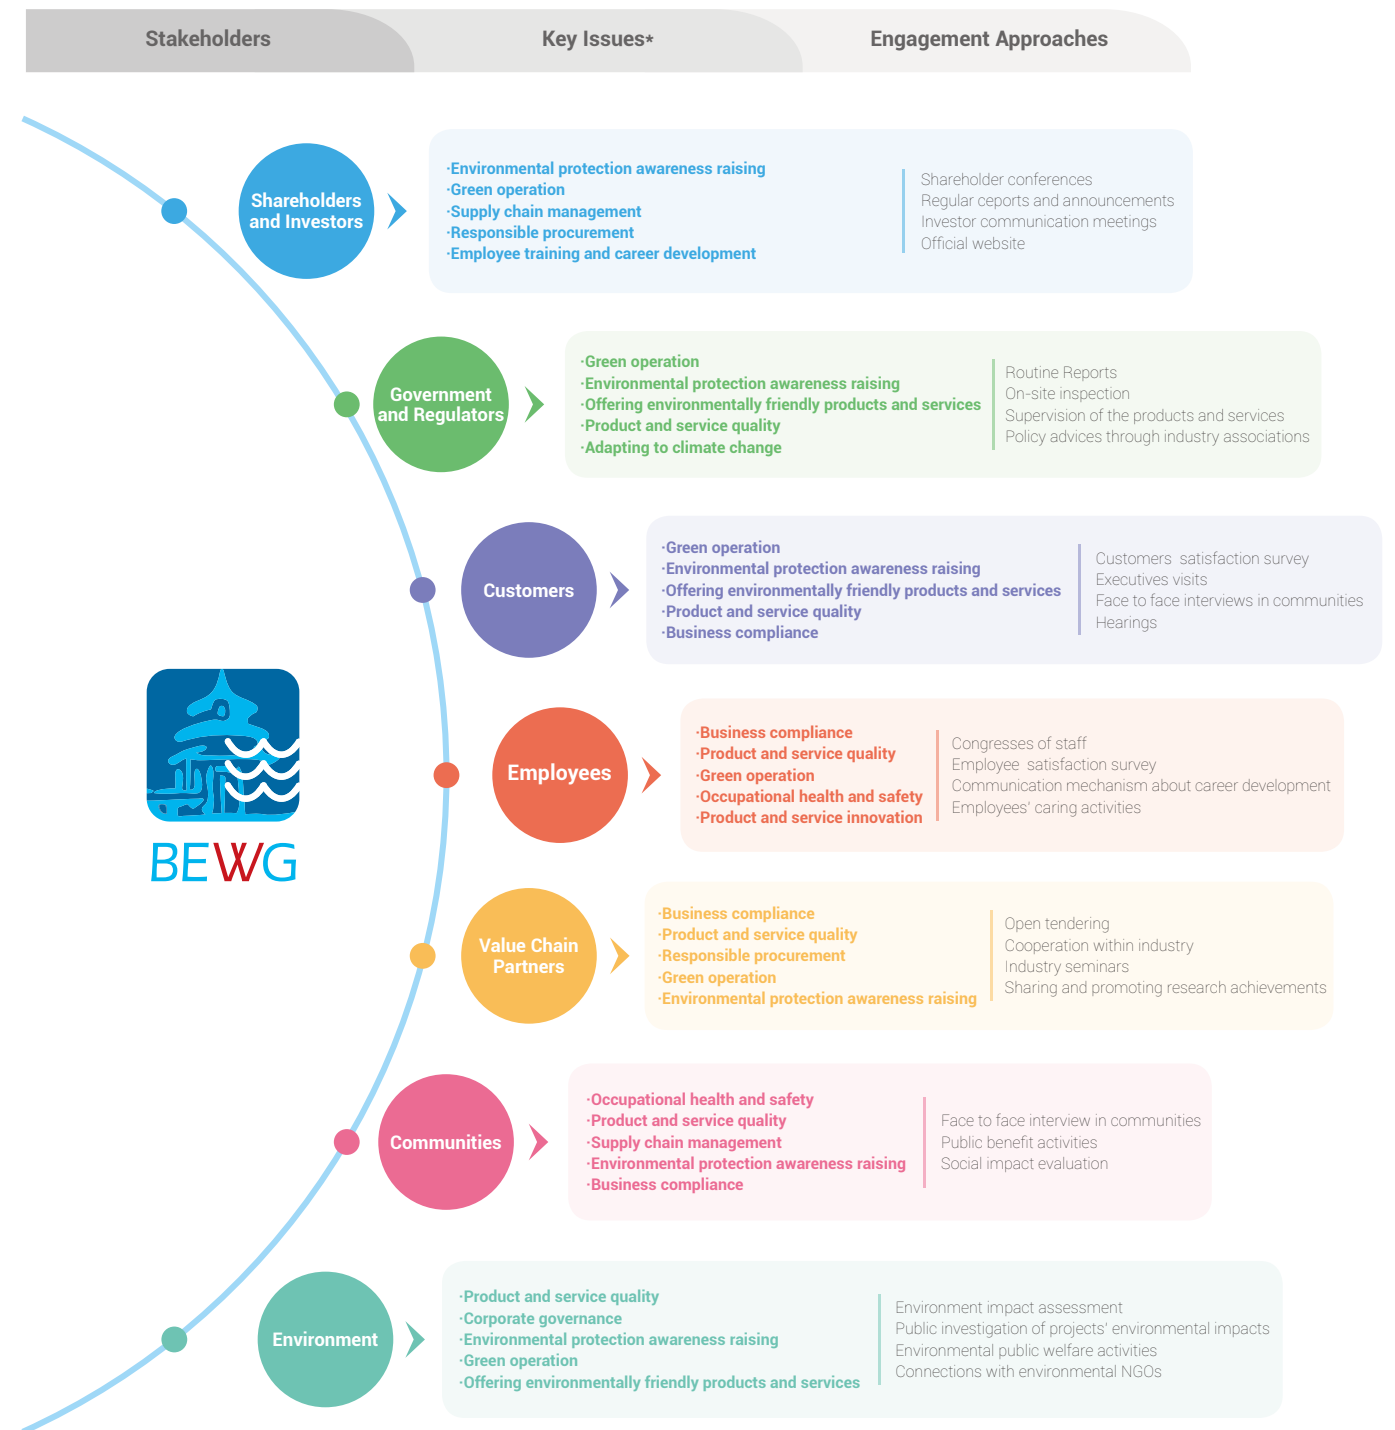 Stakeholders
Key Issues*
Engagement Approaches
Shareholders
and Investors
·Environmental protection awareness raising
·Green operation
·Supply chain management
·Responsible procurement
·Employee training and career development
Shareholder conferences
Regular ceports and announcements
Investor communication meetings
Official website
Government
and Regulators
·Green operation
·Environmental protection awareness raising
·Offering environmentally friendly products and services
·Product and service quality
·Adapting to climate change
Routine Reports
On-site inspection
Supervision of the products and services
Policy advices through industry associations
Customers
·Green operation
·Environmental protection awareness raising
·Offering environmentally friendly products and services
·Product and service quality
·Business compliance
Customers satisfaction survey
Executives visits
Face to face interviews in communities
Hearings
BEWG
Employees
·Business compliance
·Product and service quality
·Green operation
·Occupational health and safety
·Product and service innovation
Congresses of staff
Employee satisfaction survey
Communication mechanism about career development
Employees' caring activities
Value Chain
Partners
·Business compliance
·Product and service quality
·Responsible procurement
·Green operation
·Environmental protection awareness raising
Open tendering
Cooperation within industry
Industry seminars
Sharing and promoting research achievements
Communities
·Occupational health and safety
·Product and service quality
·Supply chain management
·Environmental protection awareness raising
·Business compliance
Face to face interview in communities
Public benefit activities
Social impact evaluation
Environment
·Product and service quality
·Corporate governance
·Environmental protection awareness raising
·Green operation
·Offering environmentally friendly products and services
Environment impact assessment
Public investigation of projects' environmental impacts
Environmental public welfare activities
Connections with environmental NGOs